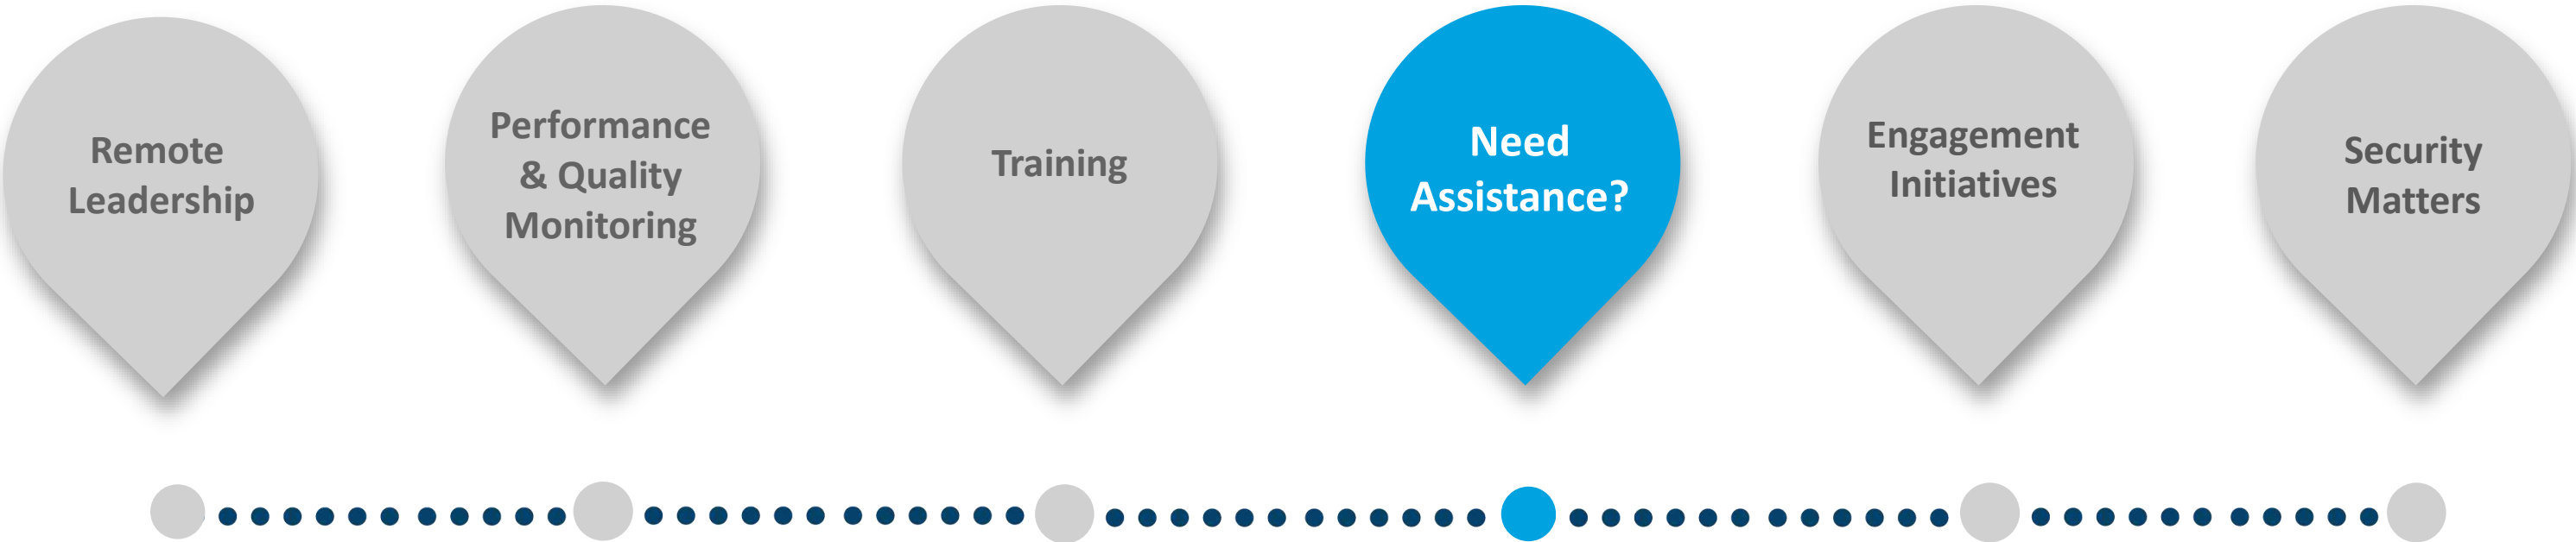 Remote
Leadership
Performance
& Quality
Monitoring
Training
Need
Assistance?
Engagement
Initiatives
Security
Matters